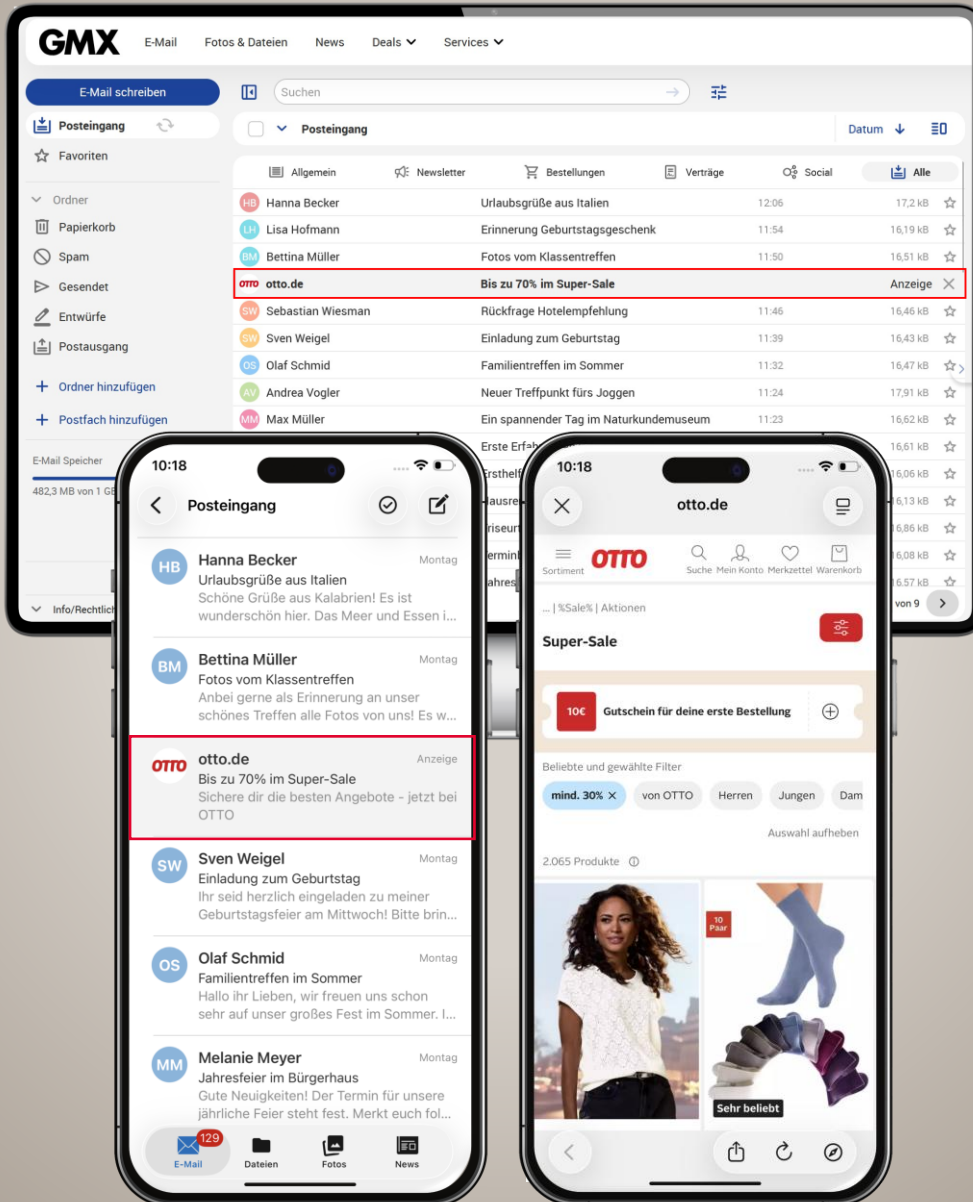 GMX E-Mail Fotos & Dateien News Deals Services
E-Mail schreiben
Suchen
Posteingang
Favoriten
Ordner
Papierkorb
Spam
Gesendet
Entwürfe
Postausgang
Ordner hinzufügen
Postfach hinzufügen
E-Mail Speicher
482,3 MB von 1 GB
Info/Rechtlich
Posteingang Datum
Allgemein Newsletter Bestellungen Verträge Social Alle
HB Hanna Becker Urlaubsgrüße aus Italien 12:06 17,2 kB
LH Lisa Hofmann Erinnerung Geburtstagsgeschenk 11:54 16,19 kB
BM Bettina Müller Fotos vom Klassentreffen 11:50 16,51 kB
OTTO otto.de Bis zu 70% im Super-Sale Anzeige
SW Sebastian Wiesman Rückfrage Hotelempfehlung 11:46 16,46 kB
SW Sven Weigel Einladung zum Geburtstag 11:39 16,43 kB
OS Olaf Schmid Familientreffen im Sommer 11:32 16,47 kB
AV Andrea Vogler Neuer Treffpunkt fürs Joggen 11:24 17,91 kB
MM Max Müller Ein spannender Tag im Naturkundemuseum 11:23 16,62 kB
Erste 16,61 kB
16,06 kB
16,13 kB
16,86 kB
16,08 kB
16,57 kB
von 9
10:18
Posteingang
HB Hanna Becker Montag
Urlaubsgrüße aus Italien
Schöne Grüße aus Kalabrien! Es ist
wunderschön hier. Das Meer und Essen i...
BM Bettina Müller Montag
Fotos vom Klassentreffen
Anbei gerne als Erinnerung an unser
schönes Treffen alle Fotos von uns! Es w...
OTTO otto.de Anzeige
Bis zu 70% im Super-Sale
Sichere dir die besten Angebote - jetzt bei
OTTO
SW Sven Weigel Montag
Einladung zum Geburtstag
Ihr seid herzlich eingeladen zu meiner
Geburtstagsfeier am Mittwoch! Bitte brin...
OS Olaf Schmid Montag
Familientreffen im Sommer
Hallo ihr Lieben, wir freuen uns schon
sehr auf unser großes Fest im Sommer. I...
MM Melanie Meyer Montag
Jahresfeier im Bürgerhaus
Gute Neuigkeiten! Der Termin für unsere
jährliche Feier steht fest. Merkt euch fol...
129
E-Mail Dateien Fotos News
10:18
otto.de
Sortiment OTTO Suche Mein Konto Merkzettel Warenkorb
... | %Sale% | Aktionen
Super-Sale
10€ Gutschein für deine erste Bestellung
Beliebte und gewählte Filter
mind. 30% × von OTTO Herren Jungen Dam
Auswahl aufheben
2.065 Produkte
10
Paar
Sehr beliebt